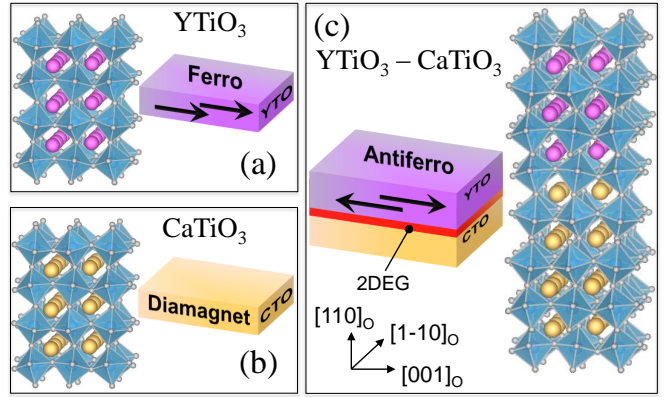 YTiO₃
Ferro
YTO
(a)
CaTiO₃
Diamagnet
CTO
(b)
(c)
YTiO₃ – CaTiO₃
Antiferro
YTO
CTO
2DEG
[110]ₒ
[1-10]ₒ
[001]ₒ